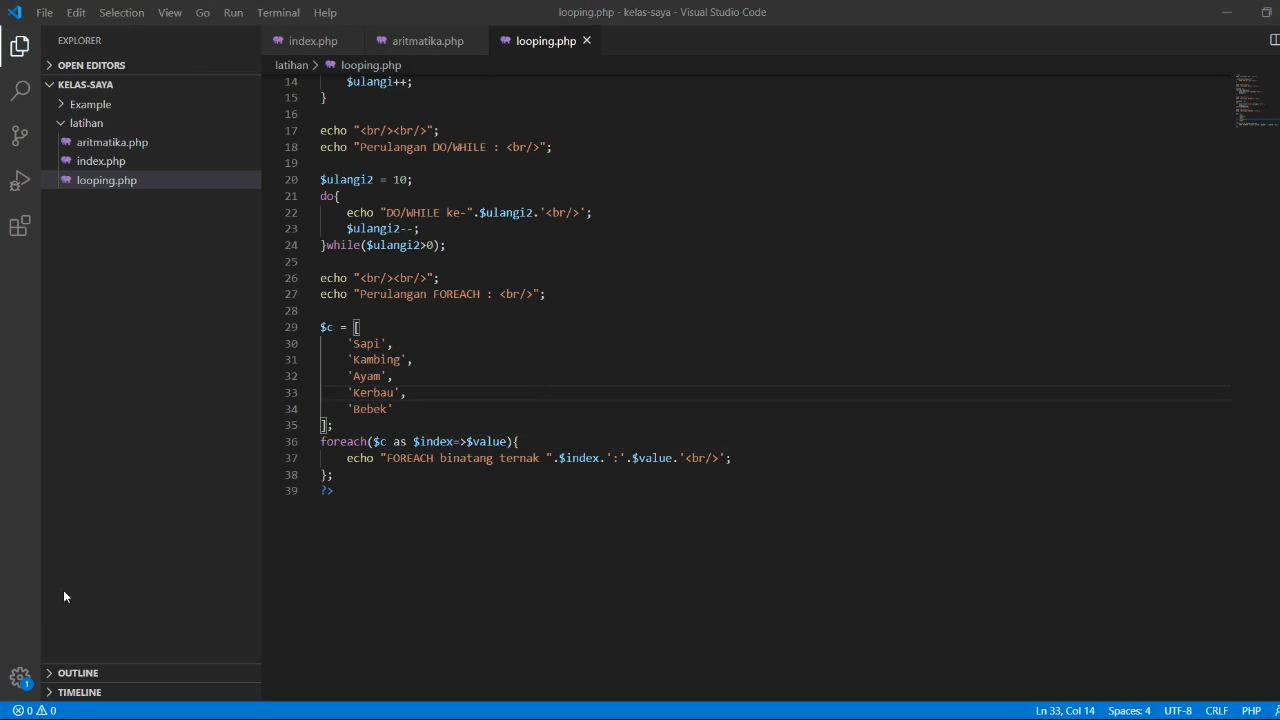 File Edit Selection View Go Run Terminal Help
looping.php - kelas-saya - Visual Studio Code
EXPLORER
OPEN EDITORS
KELAS-SAYA
Example
latihan
aritmatika.php
index.php
looping.php
OUTLINE
TIMELINE
index.php aritmatika.php looping.php
latihan > looping.php
14 $ulangi++;
15 }
16
17 echo "<br/><br/>";
18 echo "Perulangan DO/WHILE : <br/>";
19
20 $ulangi2 = 10;
21 do{
22 echo "DO/WHILE ke-".$ulangi2.'<br/>';
23 $ulangi2--;
24 }while($ulangi2>0);
25
26 echo "<br/><br/>";
27 echo "Perulangan FOREACH : <br/>";
28
29 $c = [
30 'Sapi',
31 'Kambing',
32 'Ayam',
33 'Kerbau',
34 'Bebek'
35 ];
36 foreach($c as $index=>$value){
37 echo "FOREACH binatang ternak ".$index.':'.$value.'<br/>';
38 };
39 ?>
1
0 0 Ln 33, Col 14 Spaces: 4 UTF-8 CRLF PHP